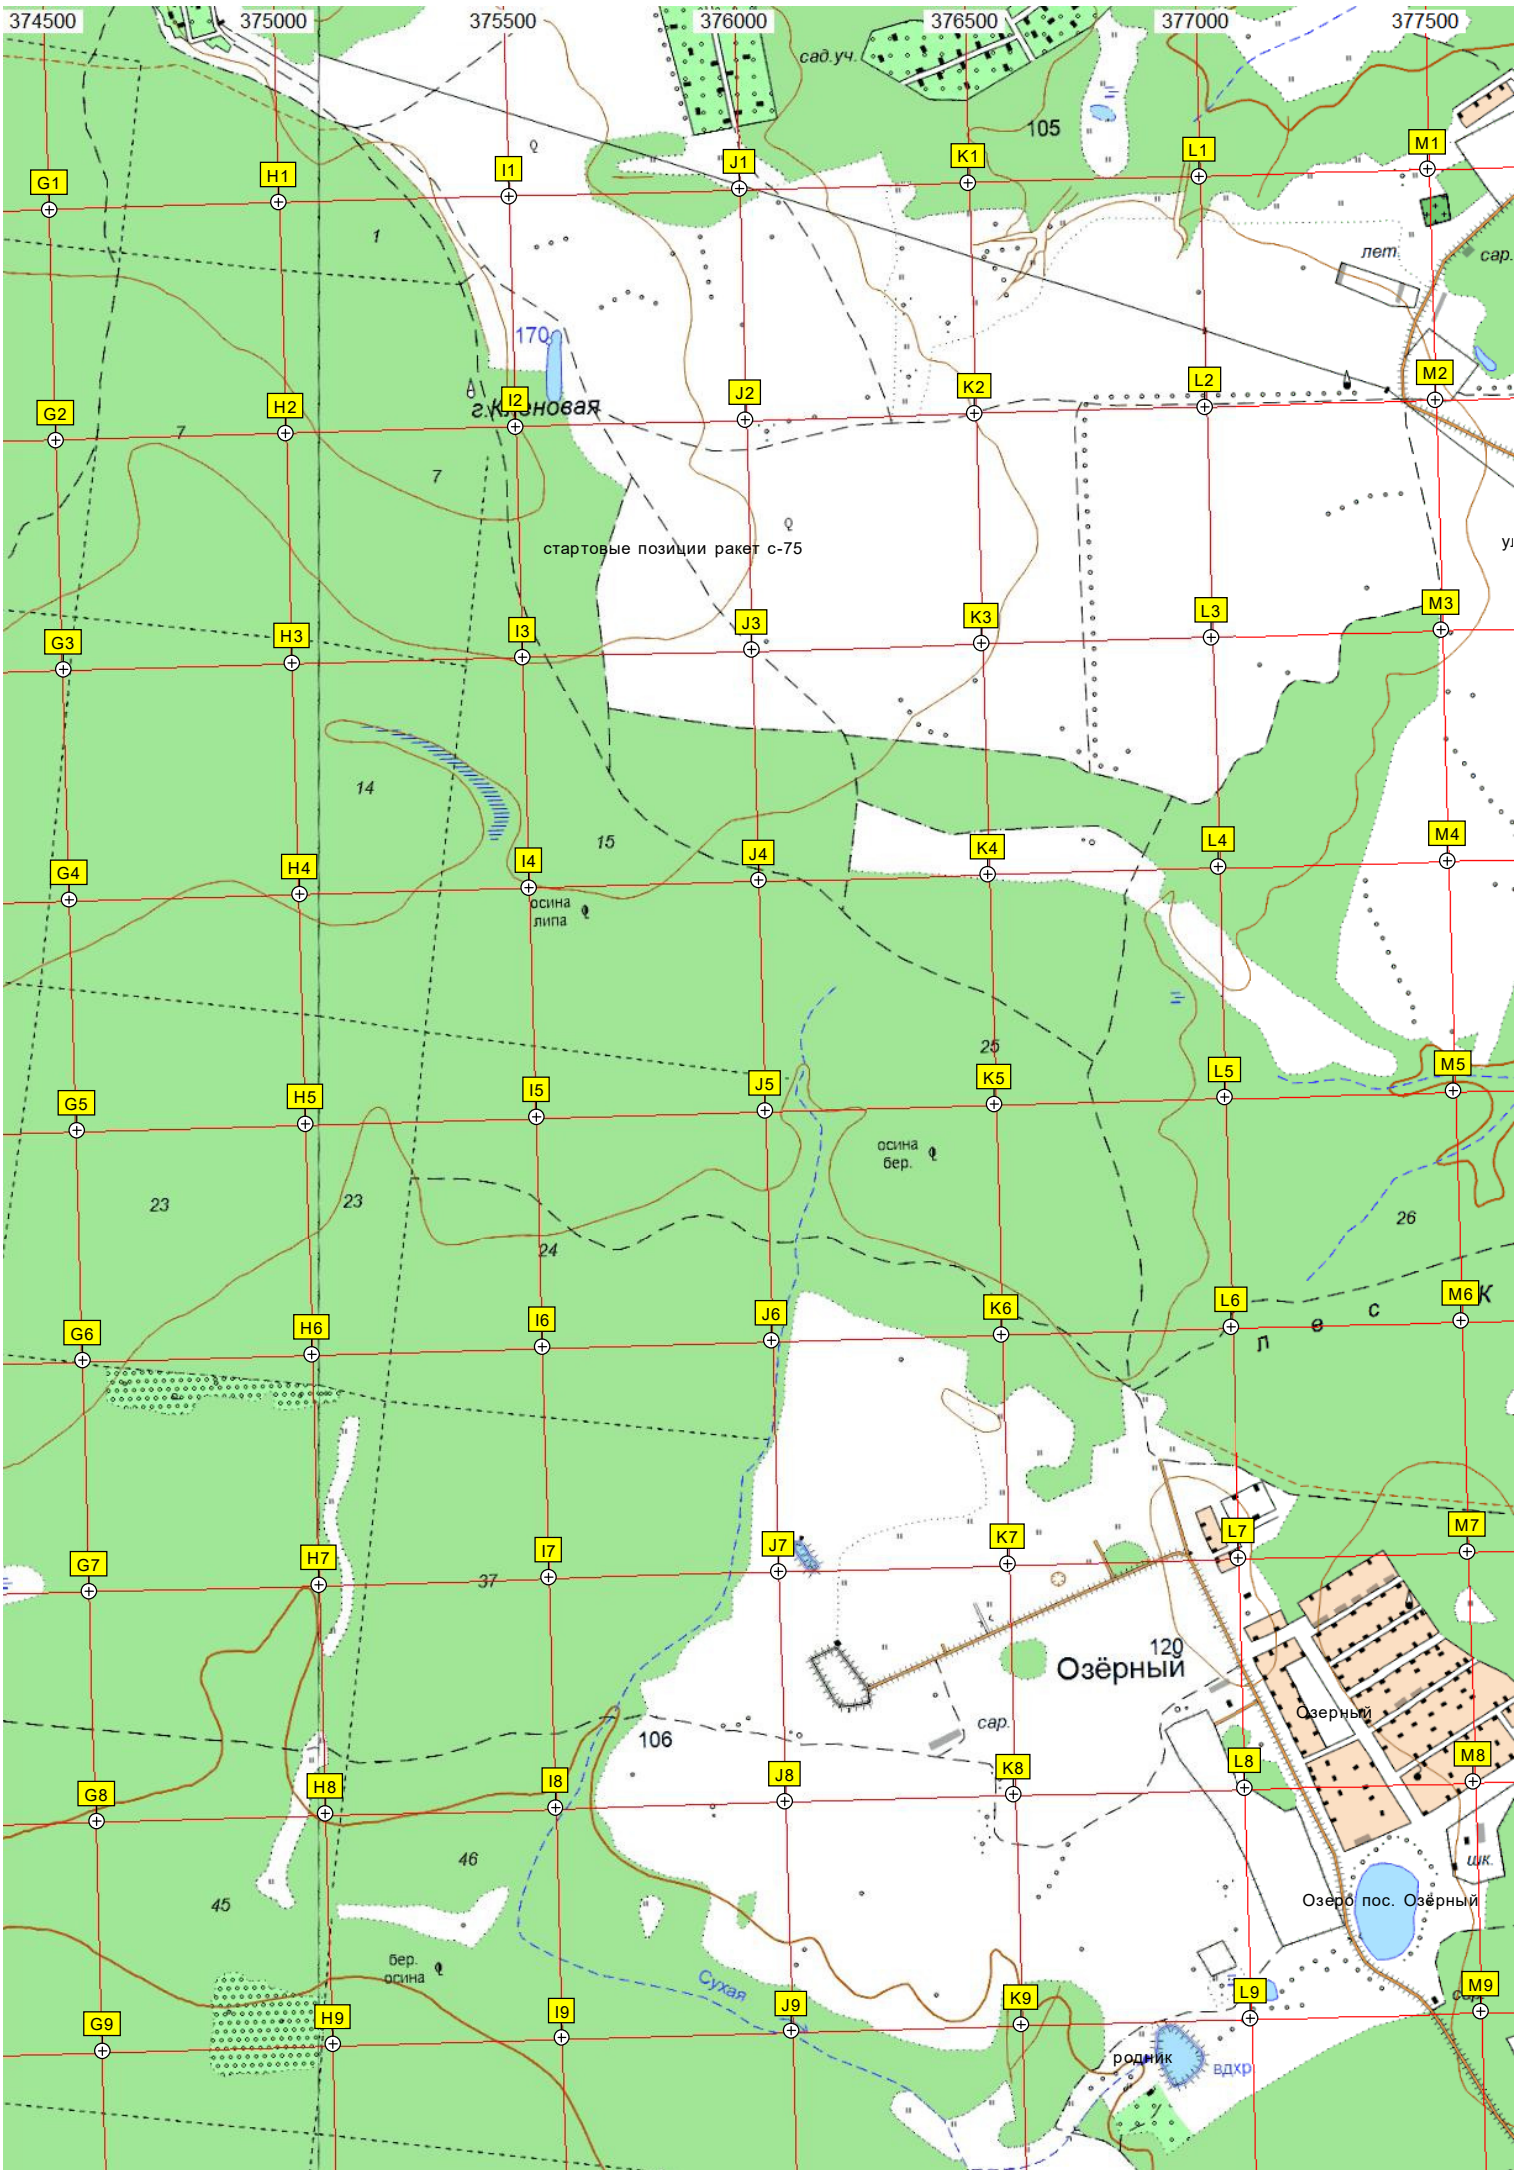 374500 375000 375500 376000 376500 377000 377500
сад.уч.
105
G1 H1 I1 J1 K1 L1 M1
1
лет.
сар.
170
G2 H2 I2 J2 K2 L2 M2
7
7
стартовые позиции ракет с-75
G3 H3 I3 J3 K3 L3 M3
14
15
G4 H4 I4 J4 K4 L4 M4
осина
липа
25
G5 H5 I5 J5 K5 L5 M5
осина
бер.
23
23
24
26
G6 H6 I6 J6 K6 L6 M6
л е с К
G7 H7 I7 J7 K7 L7 M7
37
120
Озёрный
Озерный
сар.
106
G8 H8 I8 J8 K8 L8 M8
46
шк.
45
Озеро пос. Озёрный
бер.
осина
Сухая
G9 H9 I9 J9 K9 L9 M9
родник
вдхр